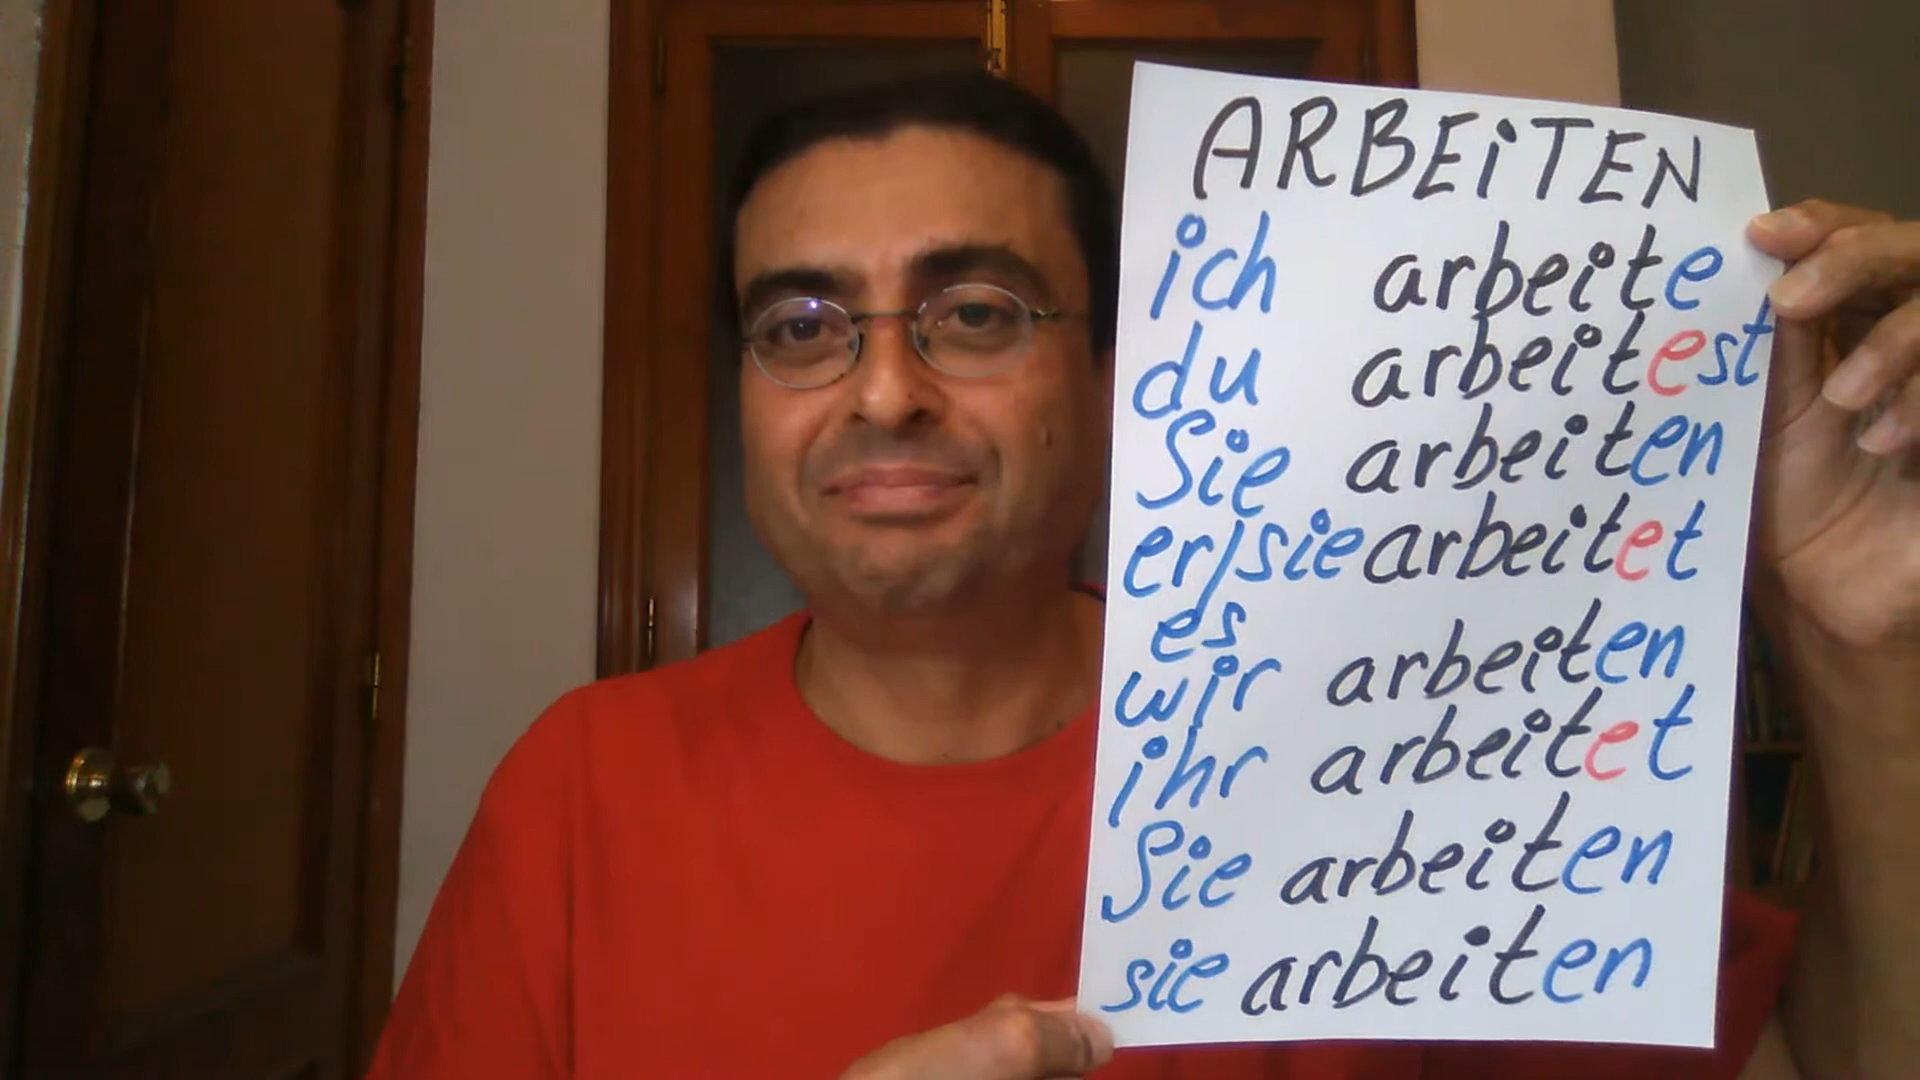 ARBEiTEN
ich arbeite
du arbeitest
Sie arbeiten
er/sie arbeitet
es
wir arbeiten
ihr arbeitet
Sie arbeiten
sie arbeiten